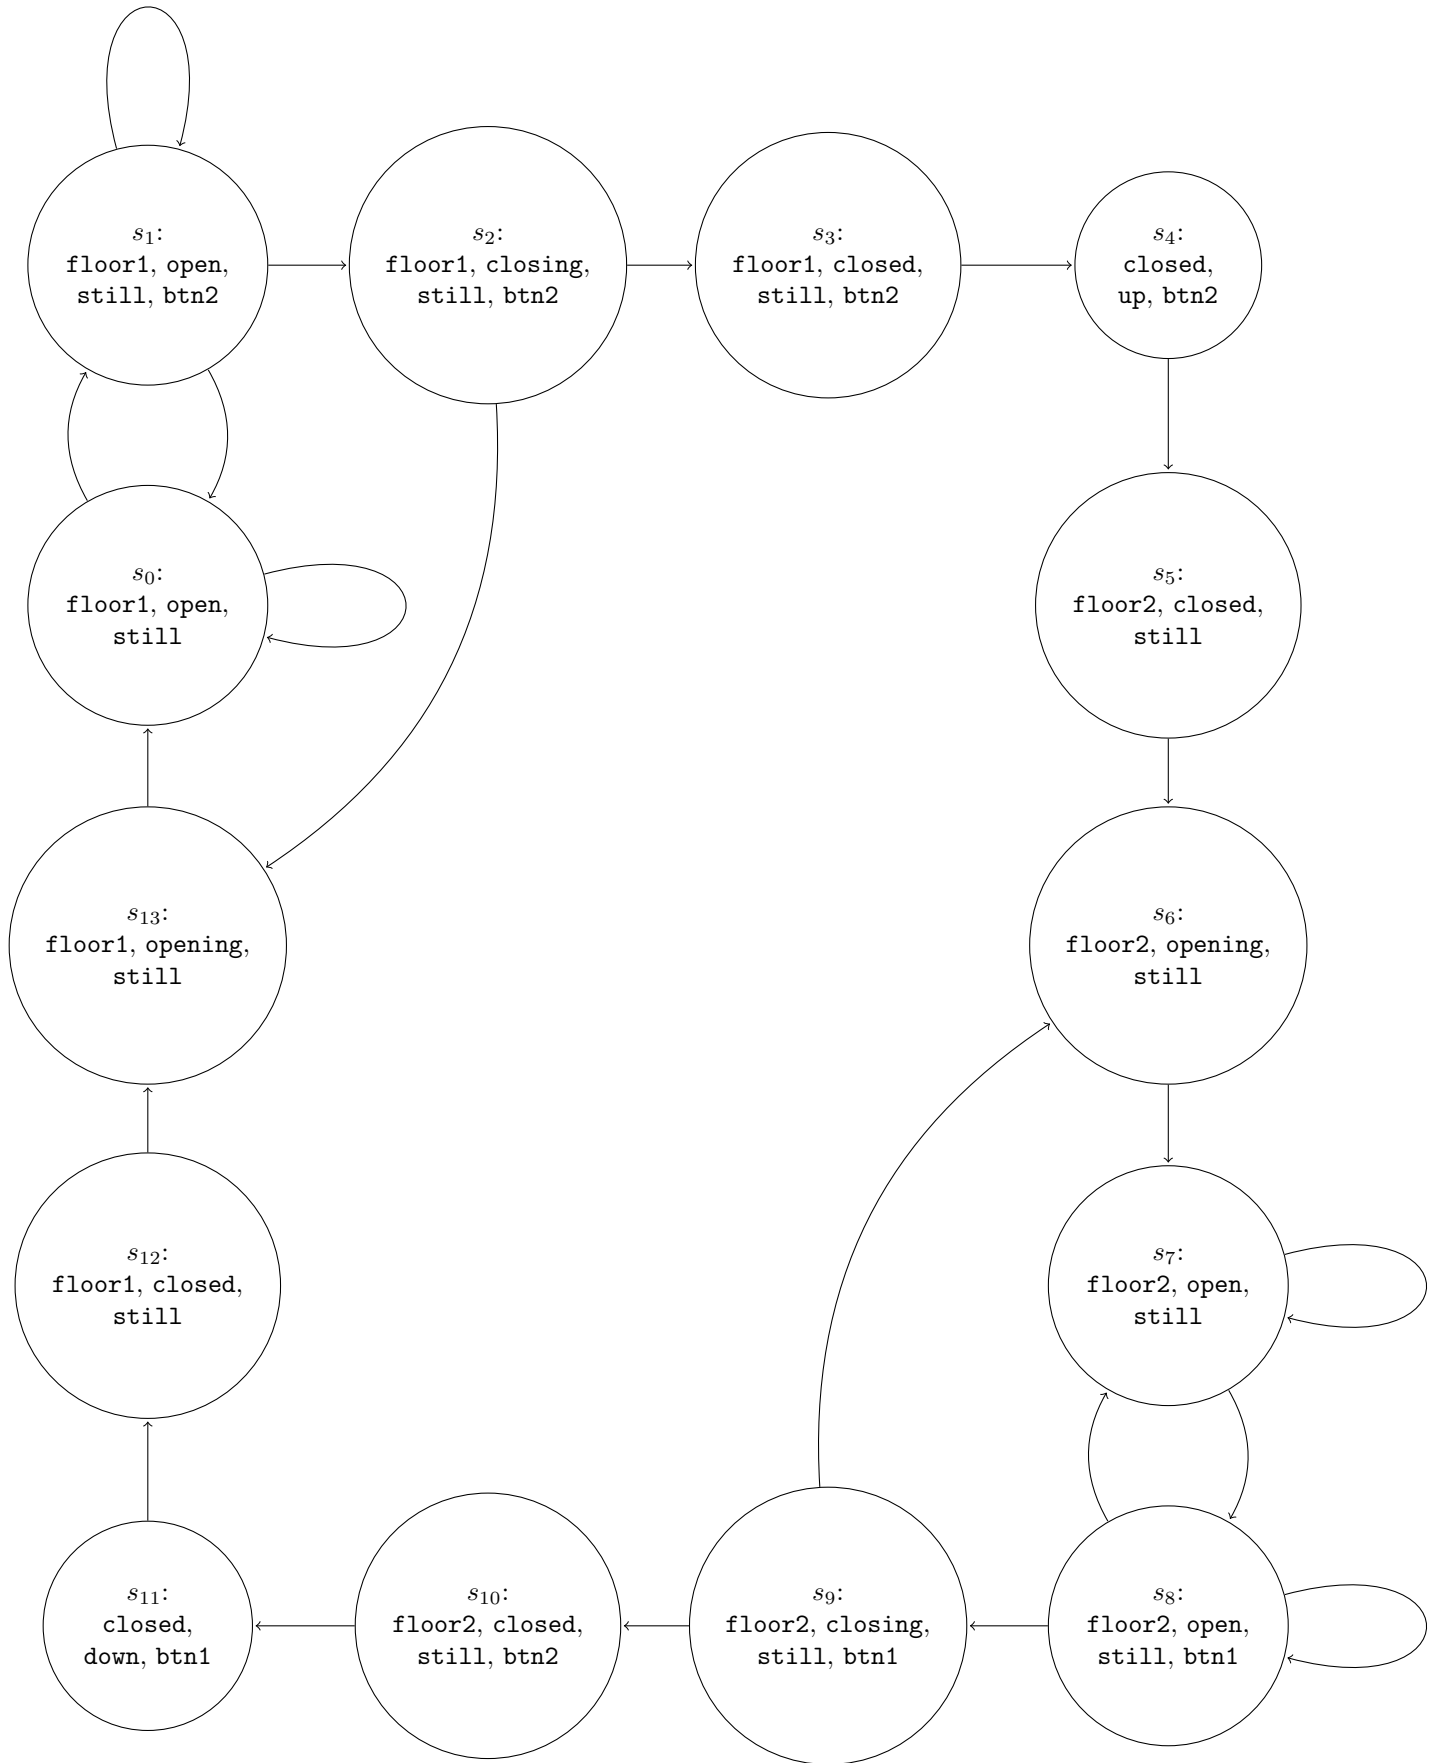 s₁:
floor1, open,
still, btn2
s₂:
floor1, closing,
still, btn2
s₃:
floor1, closed,
still, btn2
s₄:
closed,
up, btn2
s₀:
floor1, open,
still
s₅:
floor2, closed,
still
s₁₃:
floor1, opening,
still
s₆:
floor2, opening,
still
s₁₂:
floor1, closed,
still
s₇:
floor2, open,
still
s₁₁:
closed,
down, btn1
s₁₀:
floor2, closed,
still, btn2
s₉:
floor2, closing,
still, btn1
s₈:
floor2, open,
still, btn1